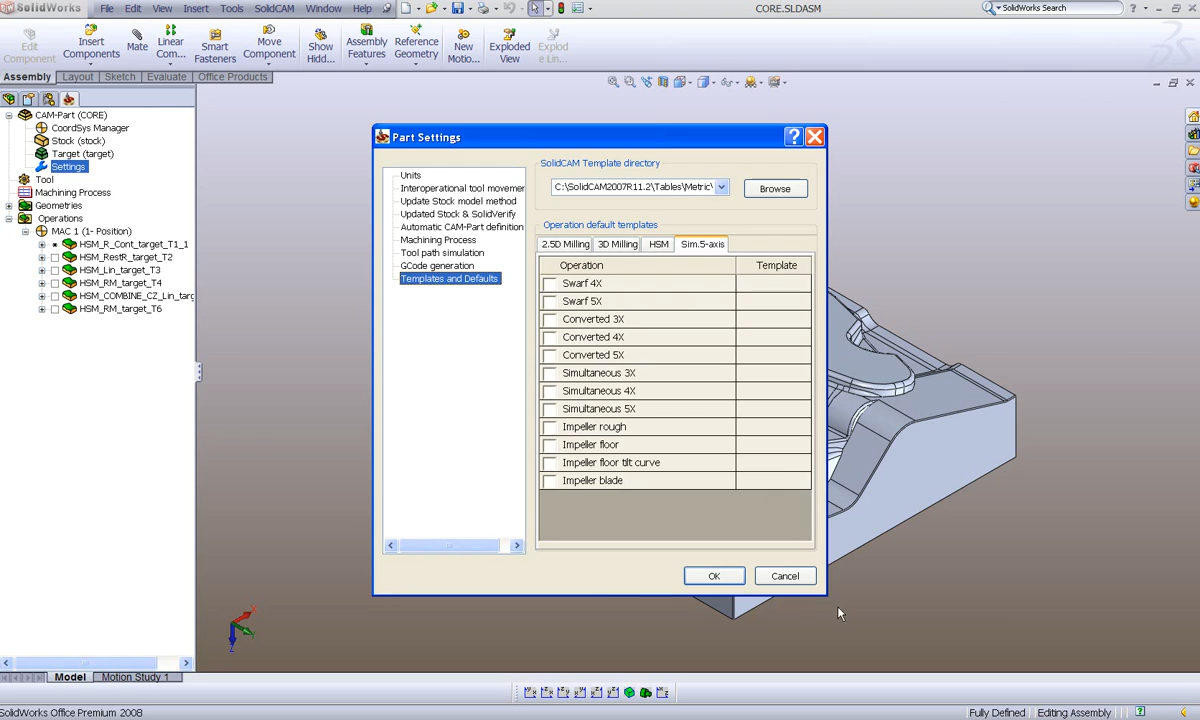 SolidWorks File Edit View Insert Tools SolidCAM Window Help CORE.SLDASM SolidWorks Search
Edit Component
Insert Components
Mate
Linear Com...
Smart Fasteners
Move Component
Show Hidd...
Assembly Features
Reference Geometry
New Motio...
Exploded View
Explod e Lin...
Assembly Layout Sketch Evaluate Office Products
CAM-Part (CORE)
CoordSys Manager
Stock (stock)
Target (target)
Settings
Tool
Machining Process
Geometries
Operations
MAC 1 (1- Position)
HSM_R_Cont_target_T1_1
HSM_RestR_target_T2
HSM_Lin_target_T3
HSM_RM_target_T4
HSM_COMBINE_CZ_Lin_targ
HSM_RM_target_T6
Part Settings
Units
Interoperational tool movemen
Update Stock model method
Updated Stock & SolidVerify
Automatic CAM-Part definition
Machining Process
Tool path simulation
GCode generation
Templates and Defaults
SolidCAM Template directory
C:\SolidCAM2007R11.2\Tables\Metric\
Browse
Operation default templates
2.5D Milling 3D Milling HSM Sim.5-axis
Operation Template
Swarf 4X
Swarf 5X
Converted 3X
Converted 4X
Converted 5X
Simultaneous 3X
Simultaneous 4X
Simultaneous 5X
Impeller rough
Impeller floor
Impeller floor tilt curve
Impeller blade
OK Cancel
X
Y
Z
Model Motion Study 1
SolidWorks Office Premium 2008 Fully Defined Editing Assembly